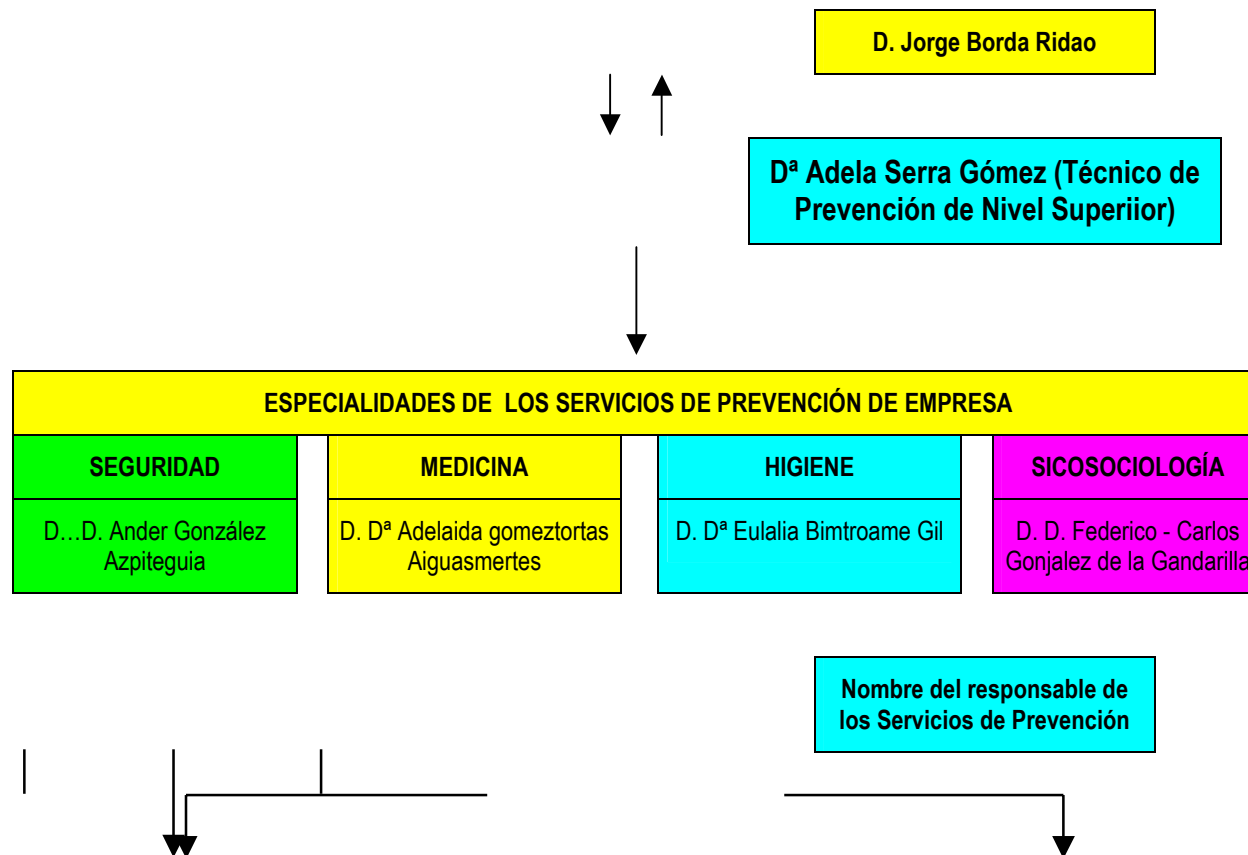 D. Jorge Borda Ridao
Dª Adela Serra Gómez (Técnico de
Prevención de Nivel Superiior)
ESPECIALIDADES DE LOS SERVICIOS DE PREVENCIÓN DE EMPRESA
SEGURIDAD
D…D. Ander González
Azpiteguia
MEDICINA
D. Dª Adelaida gomeztortas
Aiguasmertes
HIGIENE
D. Dª Eulalia Bimtroame Gil
SICOSOCIOLOGÍA
D. D. Federico - Carlos
Gonjalez de la Gandarilla
Nombre del responsable de
los Servicios de Prevención